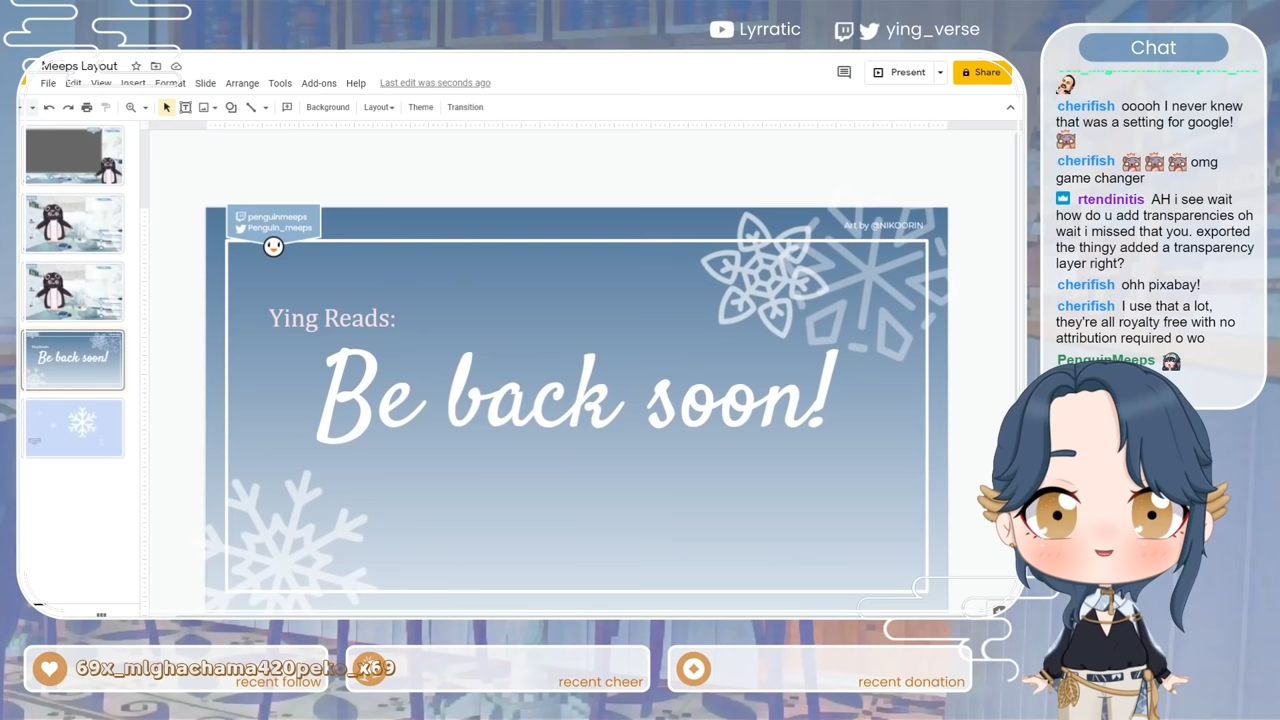 Lyrratic ying_verse
Meeps Layout
File Edit View Insert Format Slide Arrange Tools Add-ons Help Last edit was seconds ago
Present Share
Background Layout Theme Transition
penguinmeeps
Penguin_meeps
Art by @NIKOORIN
Ying Reads:
Be back soon!
Be back soon!
Chat
cherifish ooooh I never knew
that was a setting for google!
cherifish omg
game changer
rtendinitis AH i see wait
how do u add transparencies oh
wait i missed that you. exported
the thingy added a transparency
layer right?
cherifish ohh pixabay!
cherifish I use that a lot,
they're all royalty free with no
attribution required o wo
PenguinMeeps
69x_mlghachama420peko_x69
recent follow
recent cheer
recent donation